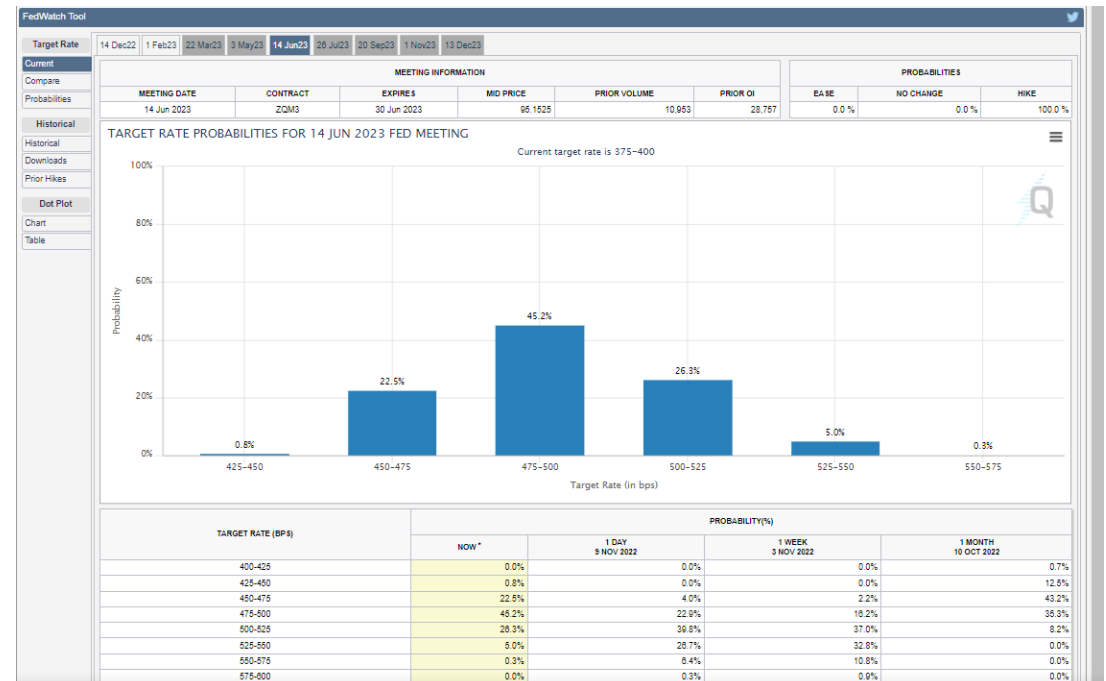 FedWatch Tool
Target Rate
Current
Compare
Probabilities
Historical
Historical
Downloads
Prior Hikes
Dot Plot
Chart
Table
14 Dec22 1 Feb23 22 Mar23 3 May23 14 Jun23 26 Jul23 20 Sep23 1 Nov23 13 Dec23
MEETING INFORMATION PROBABILITIES
MEETING DATE CONTRACT EXPIRES MID PRICE PRIOR VOLUME PRIOR OI EASE NO CHANGE HIKE
14 Jun 2023 ZQM3 30 Jun 2023 95.1525 10,953 28,757 0.0 % 0.0 % 100.0 %
TARGET RATE PROBABILITIES FOR 14 JUN 2023 FED MEETING
Current target rate is 375-400
Q
Probability
100%
80%
60%
40%
20%
0%
0.8%
22.5%
45.2%
26.3%
5.0%
0.3%
425-450 450-475 475-500 500-525 525-550 550-575
Target Rate (in bps)
TARGET RATE (BPS) PROBABILITY(%)
NOW * 1 DAY 1 WEEK 1 MONTH
9 NOV 2022 3 NOV 2022 10 OCT 2022
400-425 0.0% 0.0% 0.0% 0.7%
425-450 0.8% 0.0% 0.0% 12.5%
450-475 22.5% 4.0% 2.2% 43.2%
475-500 45.2% 22.9% 16.2% 35.3%
500-525 26.3% 39.8% 37.0% 8.2%
525-550 5.0% 26.7% 32.8% 0.0%
550-575 0.3% 6.4% 10.8% 0.0%
575-600 0.0% 0.3% 0.9% 0.0%